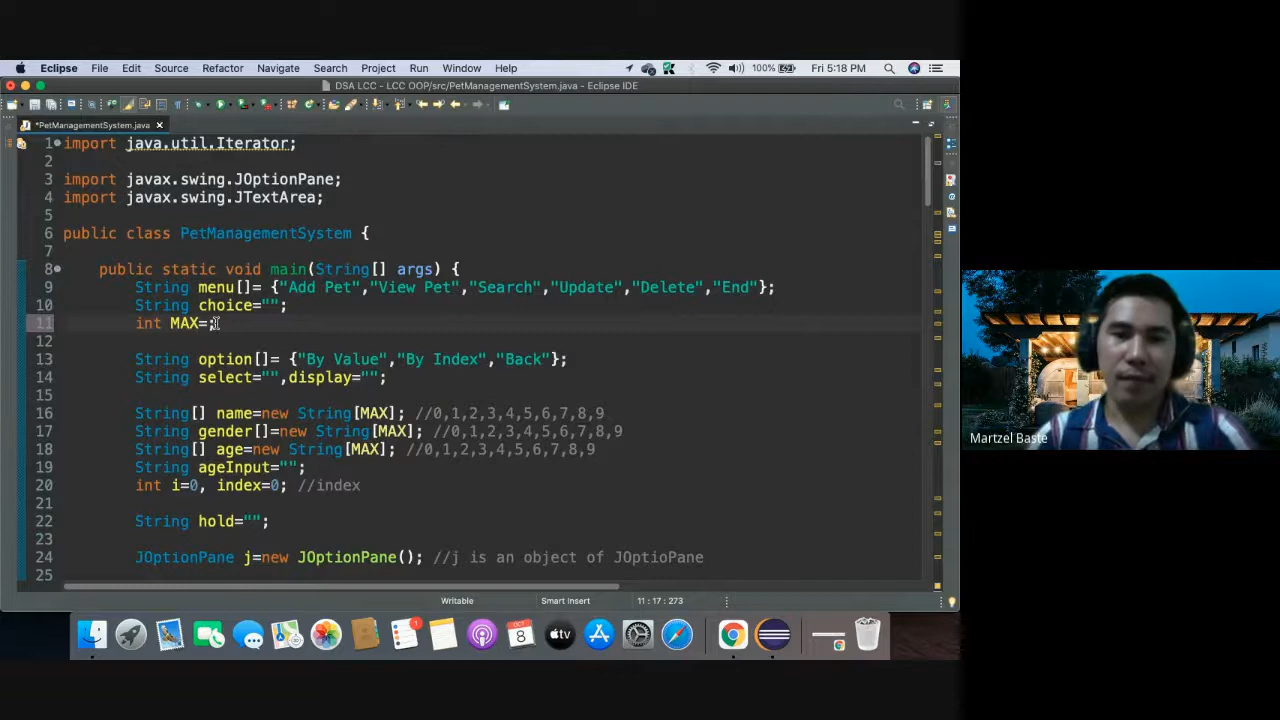 Eclipse File Edit Source Refactor Navigate Search Project Run Window Help 100% Fri 5:18 PM
DSA LCC - LCC OOP/src/PetManagementSystem.java - Eclipse IDE
*PetManagementSystem.java
1 import java.util.Iterator;
2
3 import javax.swing.JOptionPane;
4 import javax.swing.JTextArea;
5
6 public class PetManagementSystem {
7
8 public static void main(String[] args) {
9 String menu[]= {"Add Pet","View Pet","Search","Update","Delete","End"};
10 String choice="";
11 int MAX=;
12
13 String option[]= {"By Value","By Index","Back"};
14 String select="",display="";
15
16 String[] name=new String[MAX]; //0,1,2,3,4,5,6,7,8,9
17 String gender[]=new String[MAX]; //0,1,2,3,4,5,6,7,8,9
18 String[] age=new String[MAX]; //0,1,2,3,4,5,6,7,8,9
19 String ageInput="";
20 int i=0, index=0; //index
21
22 String hold="";
23
24 JOptionPane j=new JOptionPane(); //j is an object of JOptioPane
25
Writable Smart Insert 11:17:273
Martzel Baste
1
OCT
8
tv